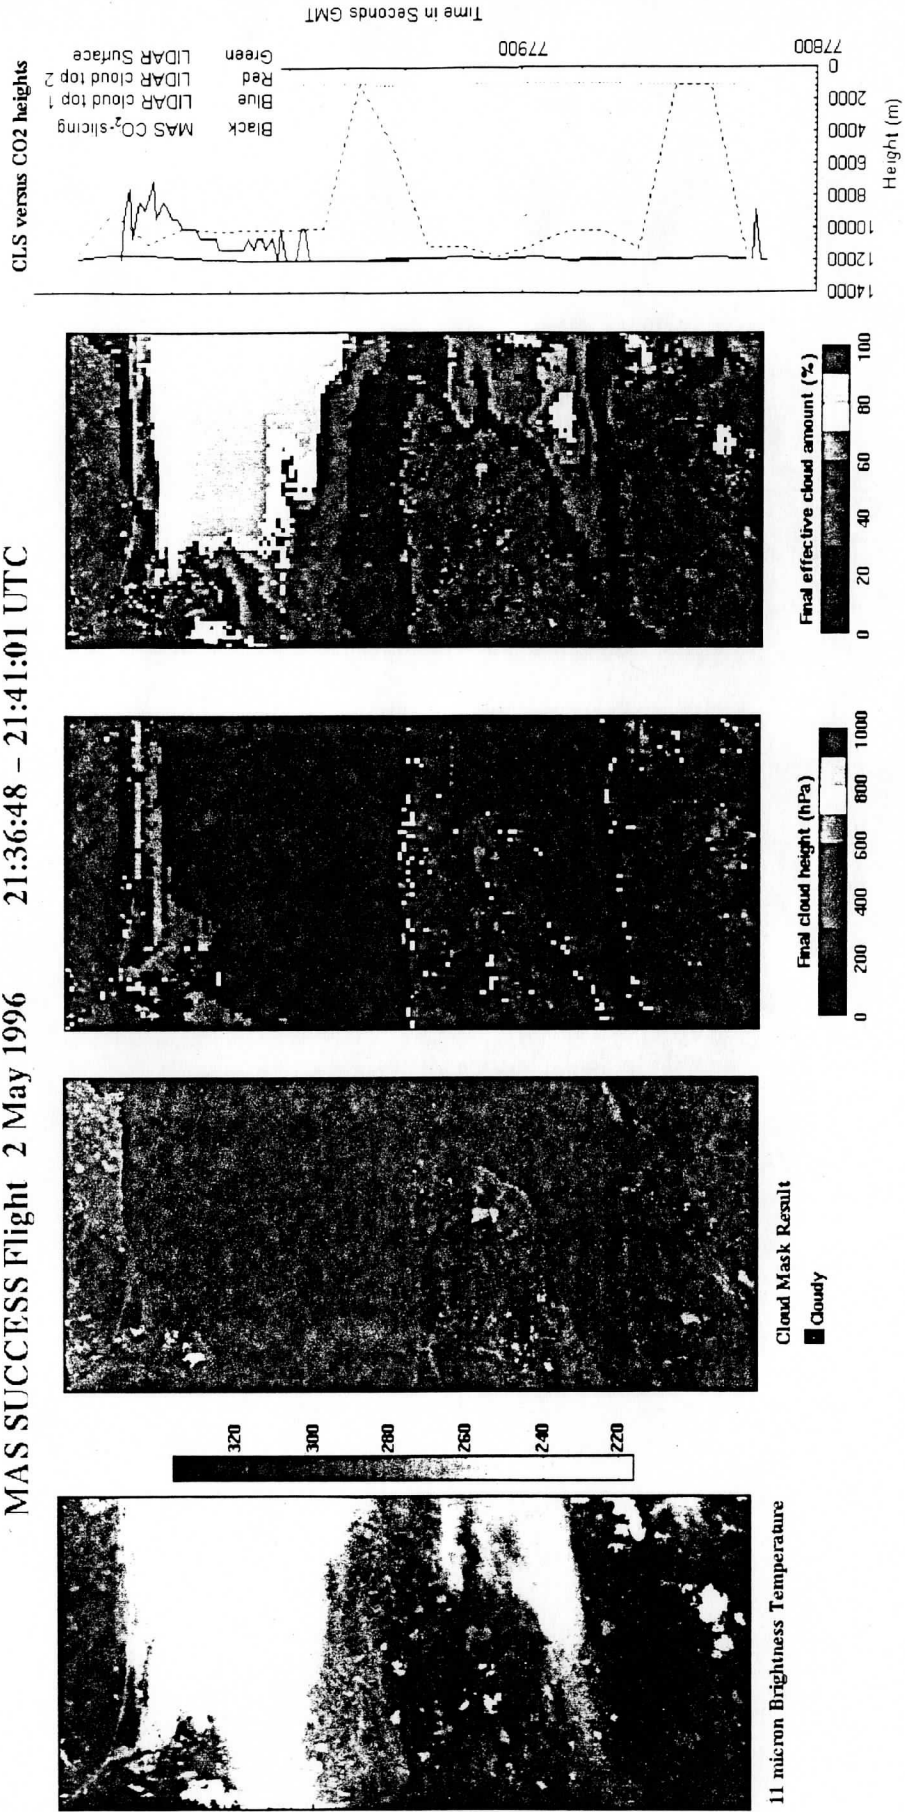 MAS SUCCESS Flight 2 May 1996 21:36:48 – 21:41:01 UTC
11 micron Brightness Temperature
320
300
280
260
240
220
Cloud Mask Result
Cloudy
Final cloud height (hPa)
0 200 400 600 800 1000
Final effective cloud amount (%)
0 20 40 60 80 100
CLS versus CO2 heights
Black MAS CO₂-slicing
Blue LIDAR cloud top 1
Red LIDAR cloud top 2
Green LIDAR Surface
Height (m)
14000
12000
10000
8000
6000
4000
2000
0
77800 77900
Time in Seconds GMT